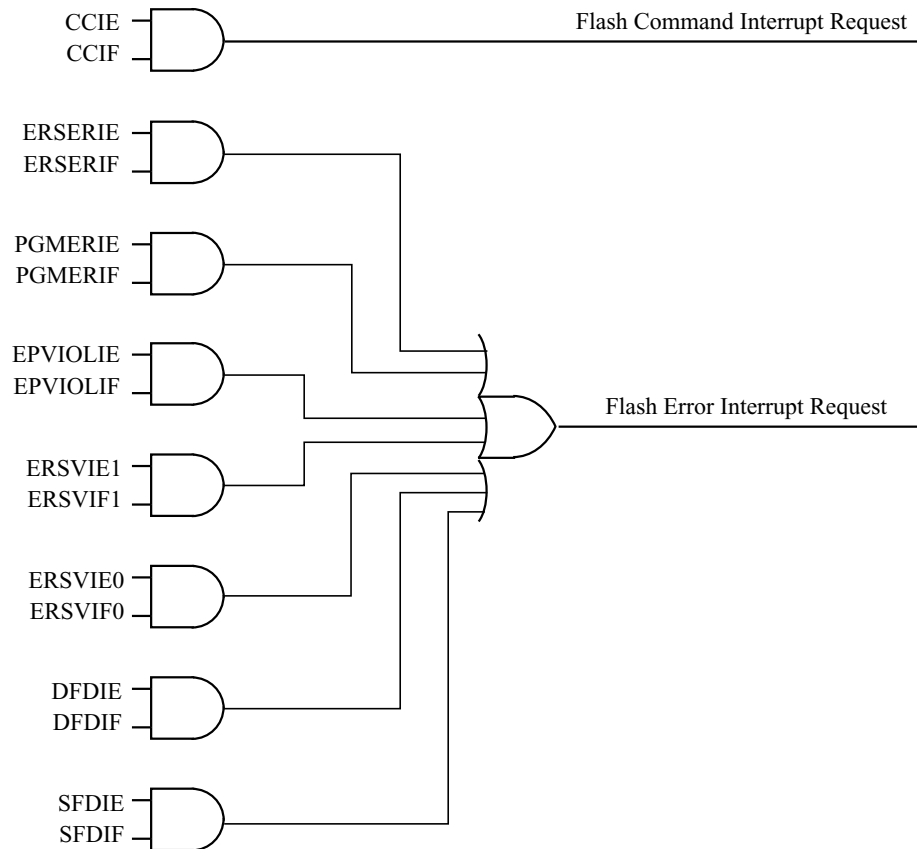 CCIE
CCIF
Flash Command Interrupt Request
ERSERIE
ERSERIF
PGMERIE
PGMERIF
EPVIOLIE
EPVIOLIF
Flash Error Interrupt Request
ERSVIE1
ERSVIF1
ERSVIE0
ERSVIF0
DFDIE
DFDIF
SFDIE
SFDIF